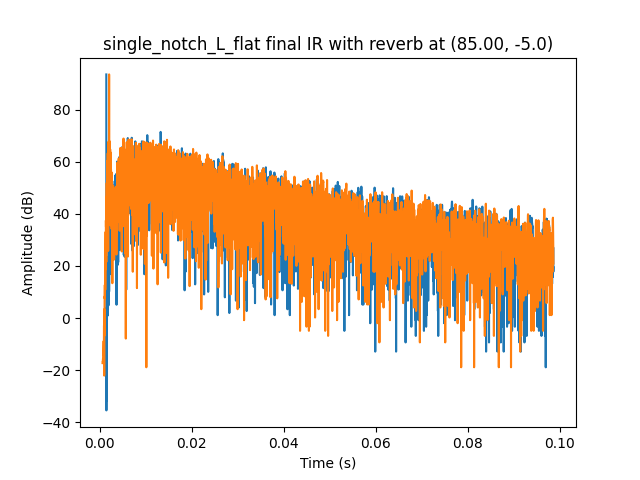 single_notch_L_flat final IR with reverb at (85.00, -5.0)
80
60
40
20
0
−20
−40
Amplitude (dB)
0.00 0.02 0.04 0.06 0.08 0.10
Time (s)